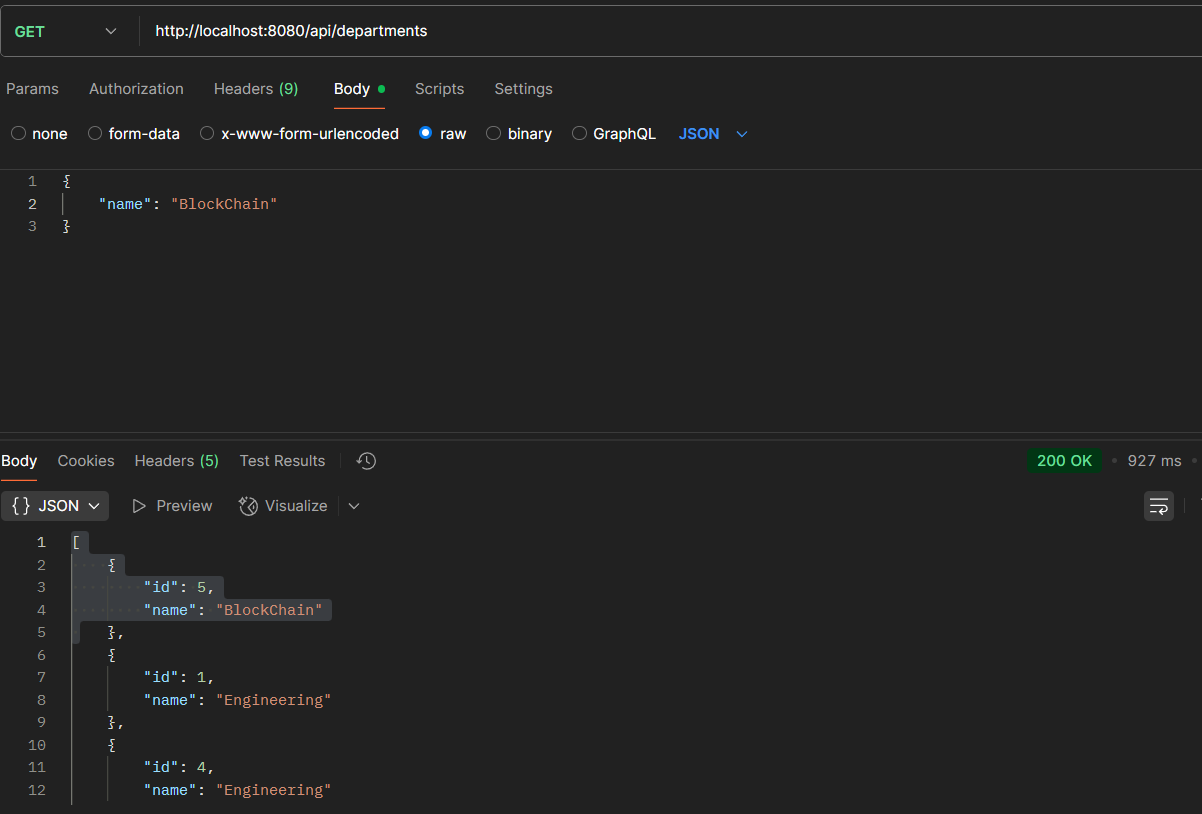 GET http://localhost:8080/api/departments
Params Authorization Headers (9) Body Scripts Settings
none form-data x-www-form-urlencoded raw binary GraphQL JSON
1 {
2 "name": "BlockChain"
3 }
Body Cookies Headers (5) Test Results 200 OK 927 ms
{} JSON Preview Visualize
1 [
2 {
3 "id": 5,
4 "name": "BlockChain"
5 },
6 {
7 "id": 1,
8 "name": "Engineering"
9 },
10 {
11 "id": 4,
12 "name": "Engineering"